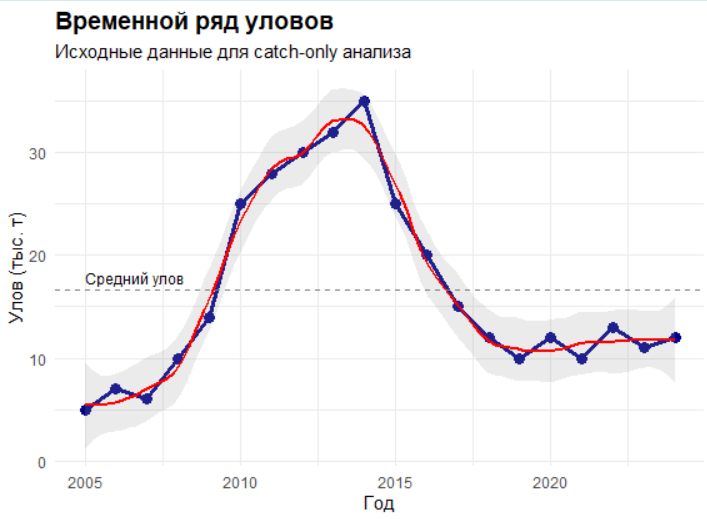 Временной ряд уловов
Исходные данные для catch-only анализа
Улов (тыс. т)
30
20
Средний улов
10
0
2005 2010 2015 2020
Год